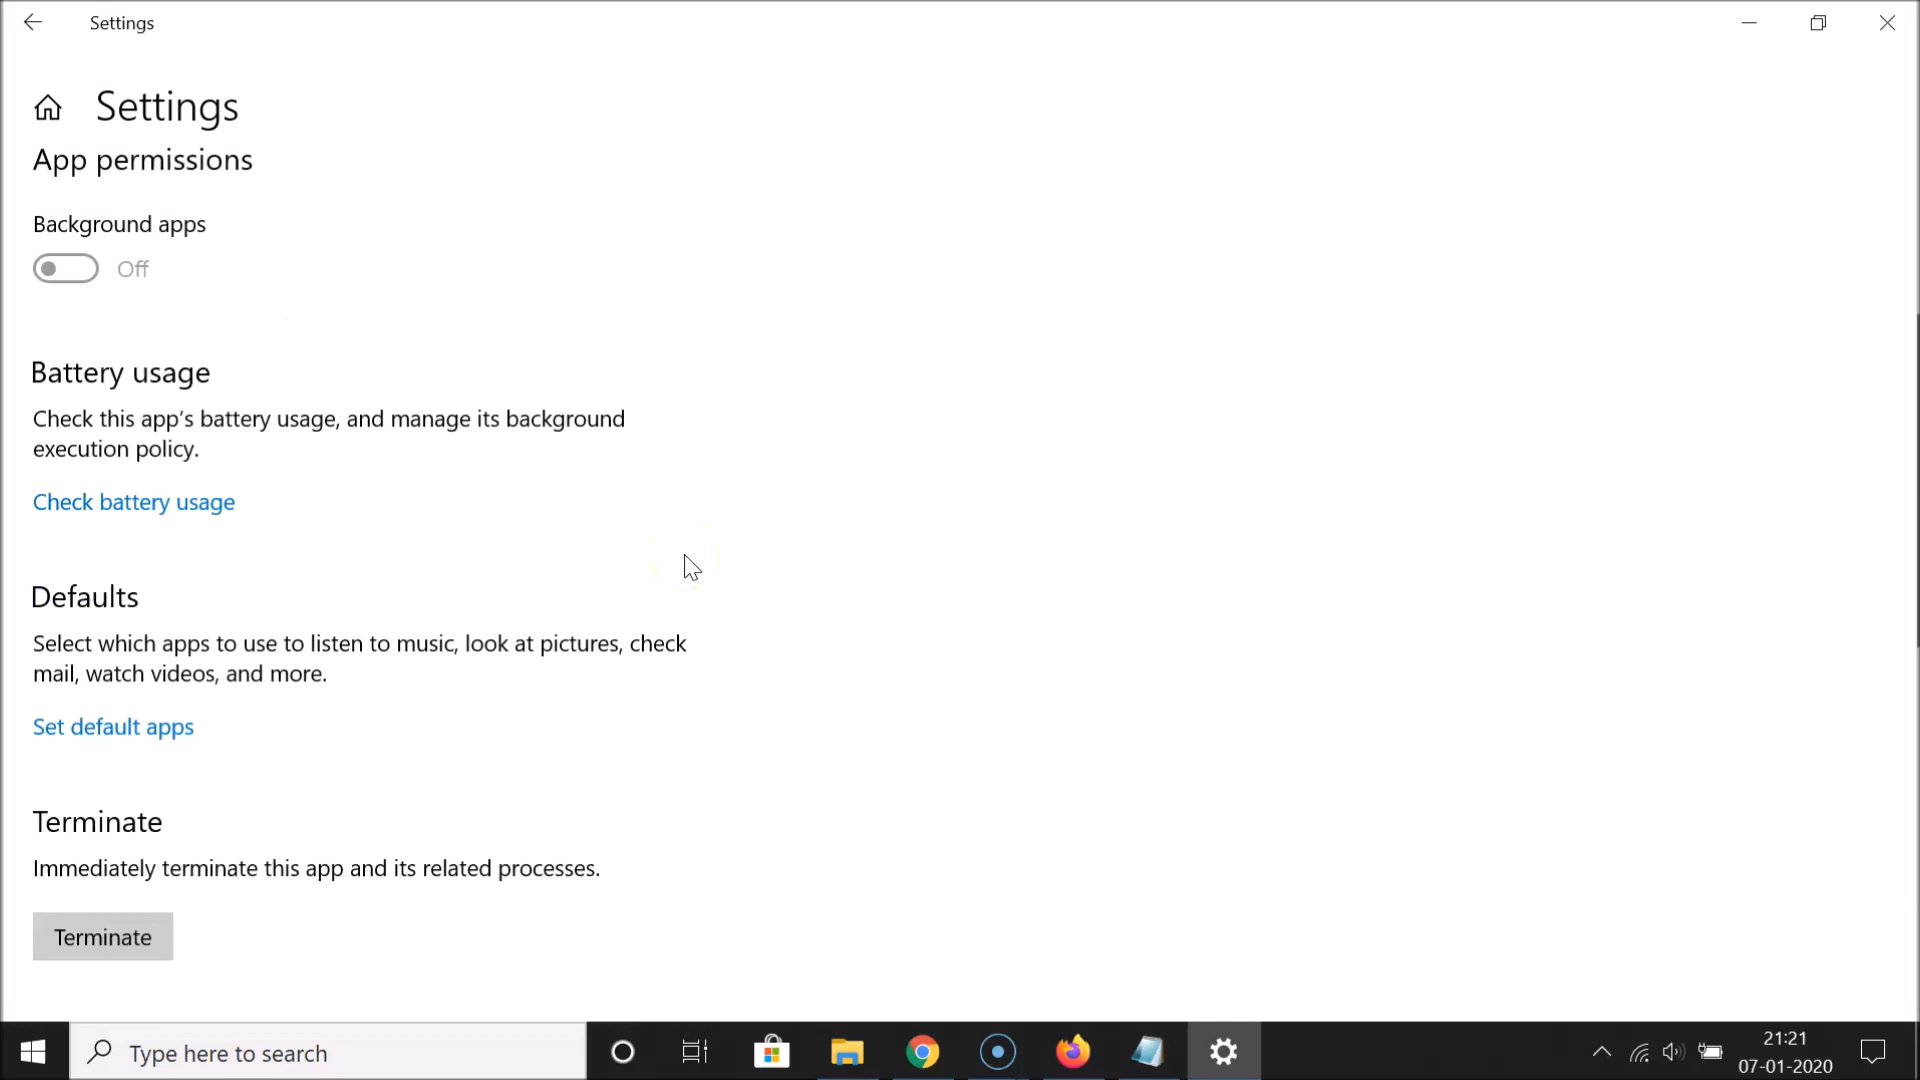 Settings
Settings
App permissions
Background apps
Off
Battery usage
Check this app's battery usage, and manage its background
execution policy.
Check battery usage
Defaults
Select which apps to use to listen to music, look at pictures, check
mail, watch videos, and more.
Set default apps
Terminate
Immediately terminate this app and its related processes.
Terminate
Type here to search
21:21
07-01-2020